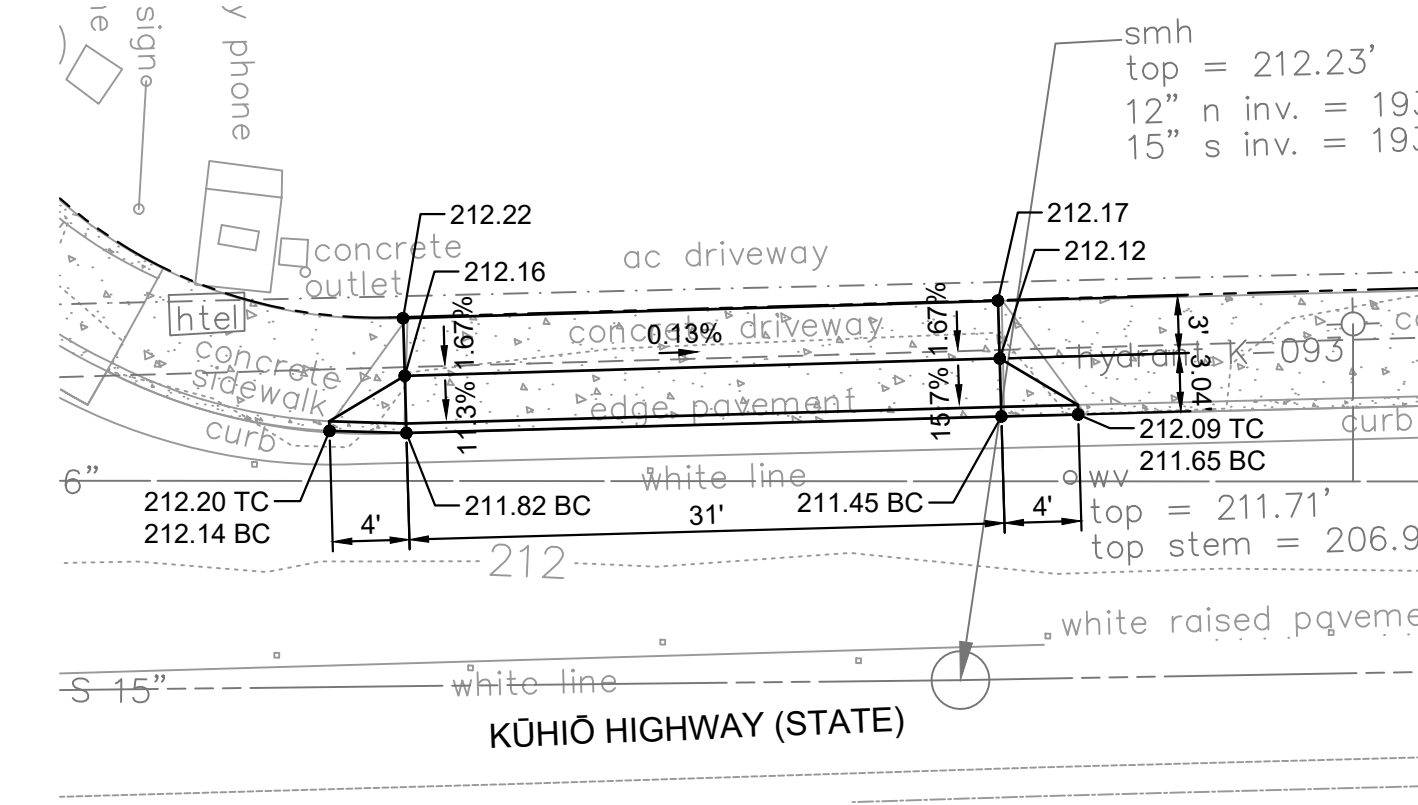 sign
y phone
smh
top = 212.23'
12" n inv. = 193
15" s inv. = 193
212.22
212.17
concrete
outlet
ac driveway
212.12
212.16
htel
1.67%
concrete driveway
0.13%
1.67%
3'
hydrant K-093
concrete
sidewalk
11.3%
edge pavement
15.7%
3.04'
curb
212.09 TC
211.65 BC
curb
6"
white line
wv
212.20 TC
212.14 BC
211.82 BC
211.45 BC
4'
31'
4'
top = 211.71'
top stem = 206.9
212
white raised paveme
S 15"
white line
KŪHIŌ HIGHWAY (STATE)